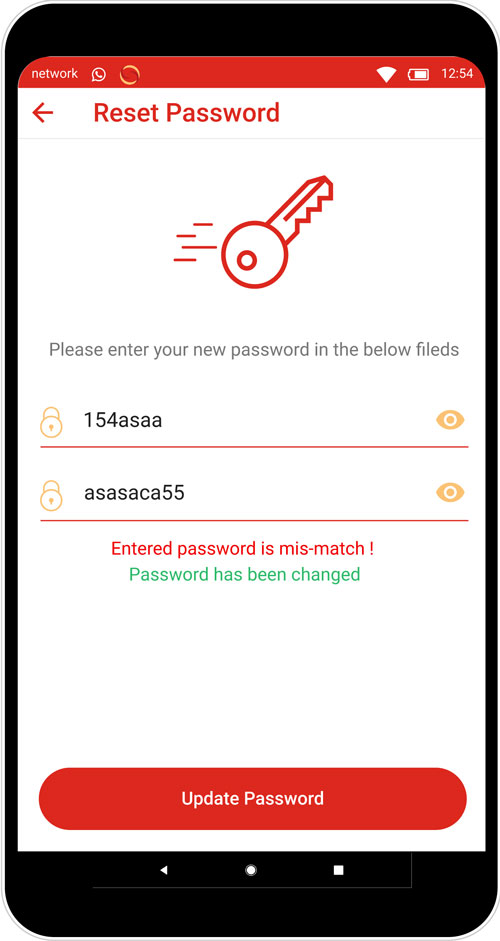 network 12:54
Reset Password
Please enter your new password in the below fileds
154asaa
asasaca55
Entered password is mis-match !
Password has been changed
Update Password